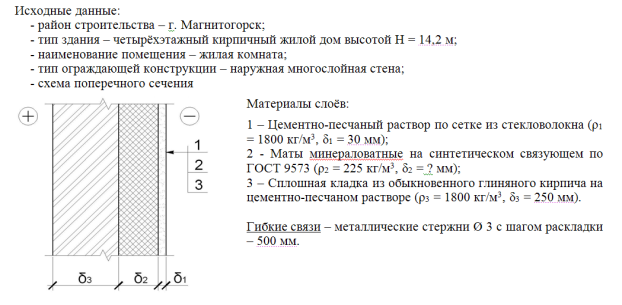 Исходные данные:
- район строительства – г. Магнитогорск;
- тип здания – четырёхэтажный кирпичный жилой дом высотой Н = 14,2 м;
- наименование помещения – жилая комната;
- тип ограждающей конструкции – наружная многослойная стена;
- схема поперечного сечения
Материалы слоёв:
1 – Цементно-песчаный раствор по сетке из стекловолокна (ρ1
= 1800 кг/м³, δ1 = 30 мм);
2 - Маты минераловатные на синтетическом связующем по
ГОСТ 9573 (ρ2 = 225 кг/м³, δ2 = ? мм);
3 – Сплошная кладка из обыкновенного глиняного кирпича на
цементно-песчаном растворе (ρ3 = 1800 кг/м³, δ3 = 250 мм).
Гибкие связи – металлические стержни Ø 3 с шагом раскладки
– 500 мм.
+ −
1
2
3
δ3 δ2 δ1